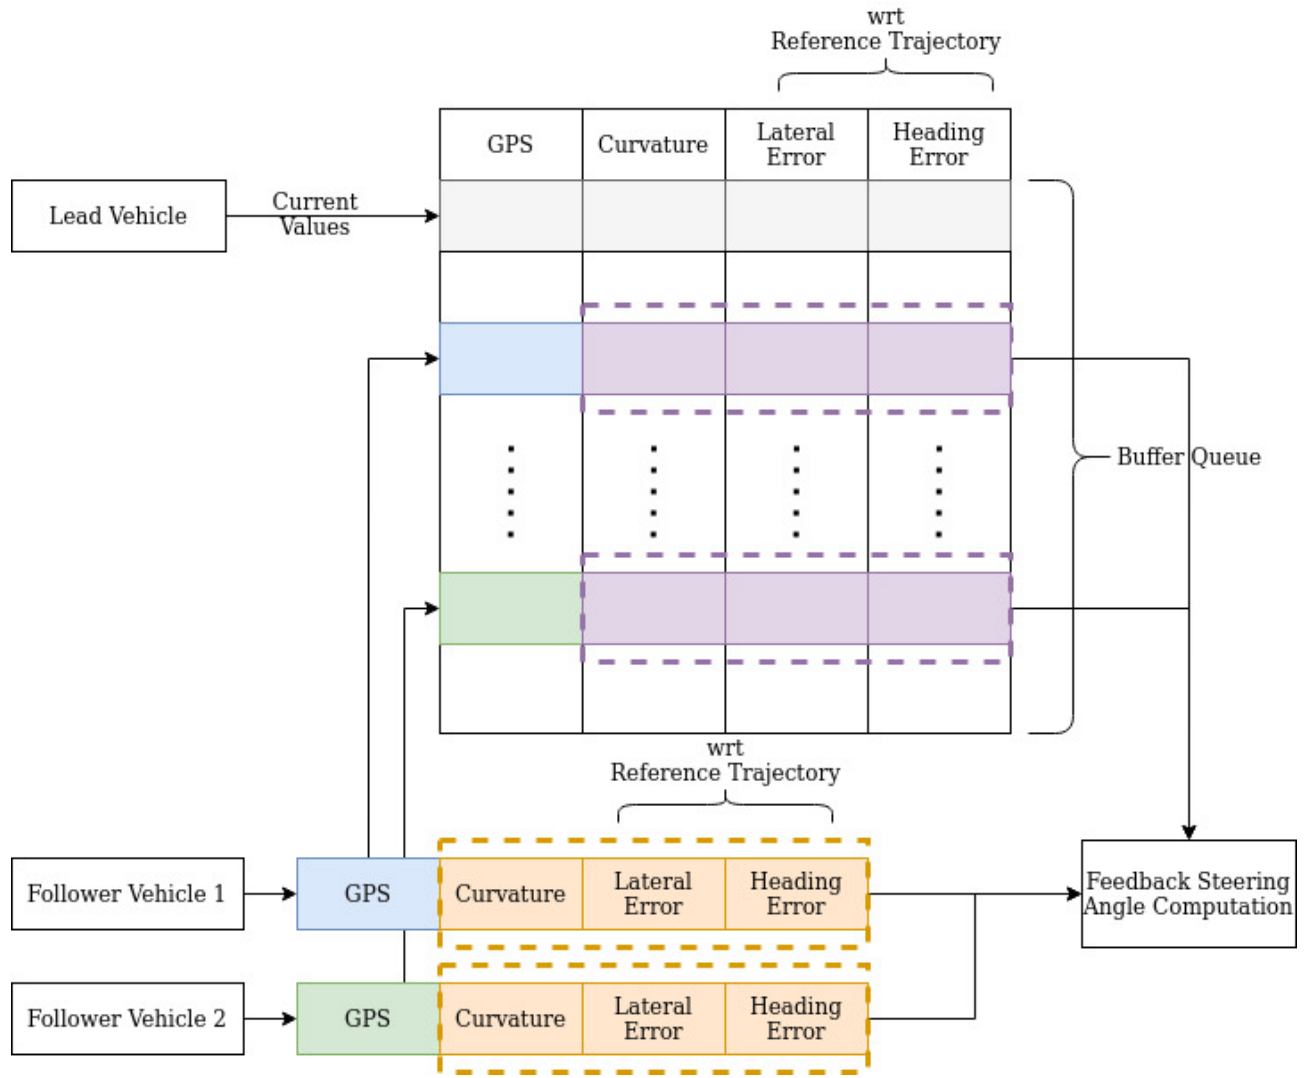 wrt
Reference Trajectory
GPS
Curvature
Lateral
Error
Heading
Error
Lead Vehicle
Current
Values
Buffer Queue
wrt
Reference Trajectory
Follower Vehicle 1
GPS
Curvature
Lateral
Error
Heading
Error
Feedback Steering
Angle Computation
Follower Vehicle 2
GPS
Curvature
Lateral
Error
Heading
Error